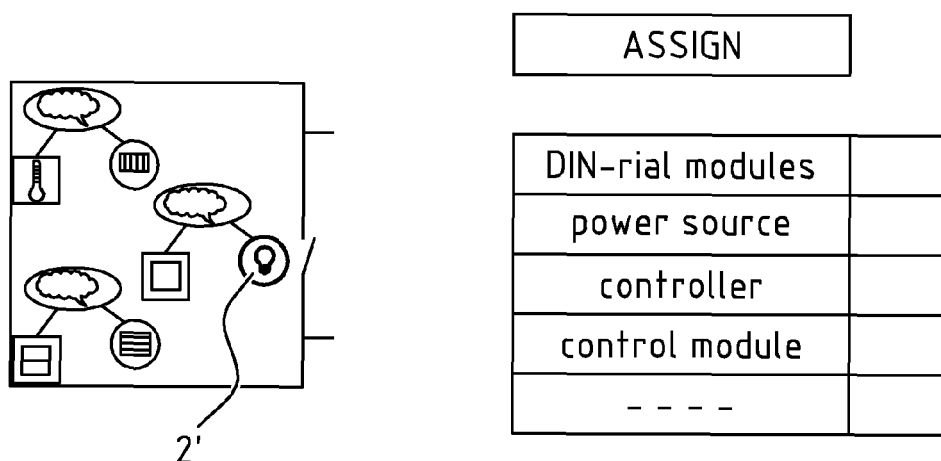 ASSIGN
DIN-rial modules
power source
controller
control module
- - - -
2'